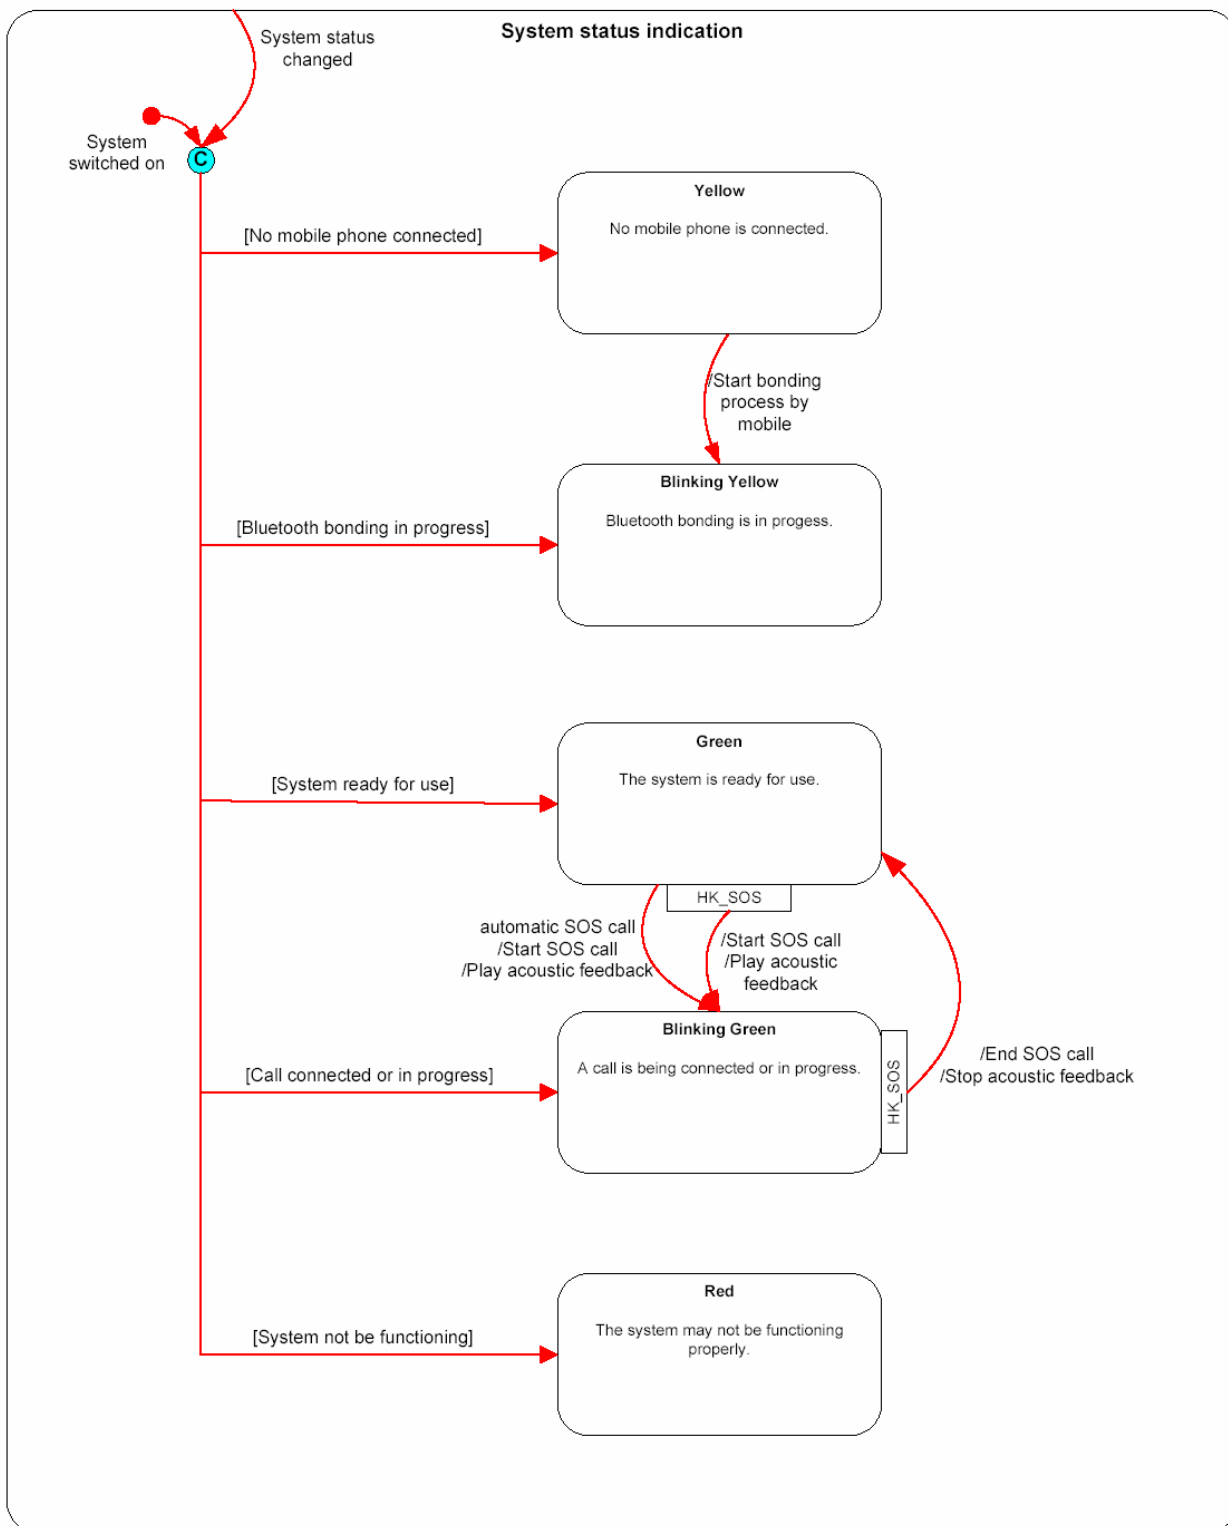 System status indication
System status
changed
System
switched on
C
Yellow
No mobile phone is connected.
[No mobile phone connected]
/Start bonding
process by
mobile
Blinking Yellow
Bluetooth bonding is in progess.
[Bluetooth bonding in progress]
Green
The system is ready for use.
[System ready for use]
HK_SOS
automatic SOS call
/Start SOS call
/Play acoustic feedback
/Start SOS call
/Play acoustic
feedback
Blinking Green
A call is being connected or in progress.
[Call connected or in progress]
HK_SOS
/End SOS call
/Stop acoustic feedback
Red
The system may not be functioning
properly.
[System not be functioning]